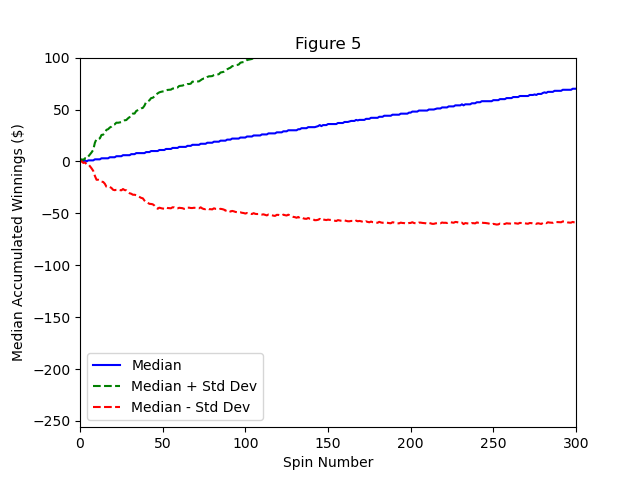 Figure 5
Median Accumulated Winnings ($)
100
50
0
−50
−100
−150
−200
−250
Median
Median + Std Dev
Median - Std Dev
0 50 100 150 200 250 300
Spin Number